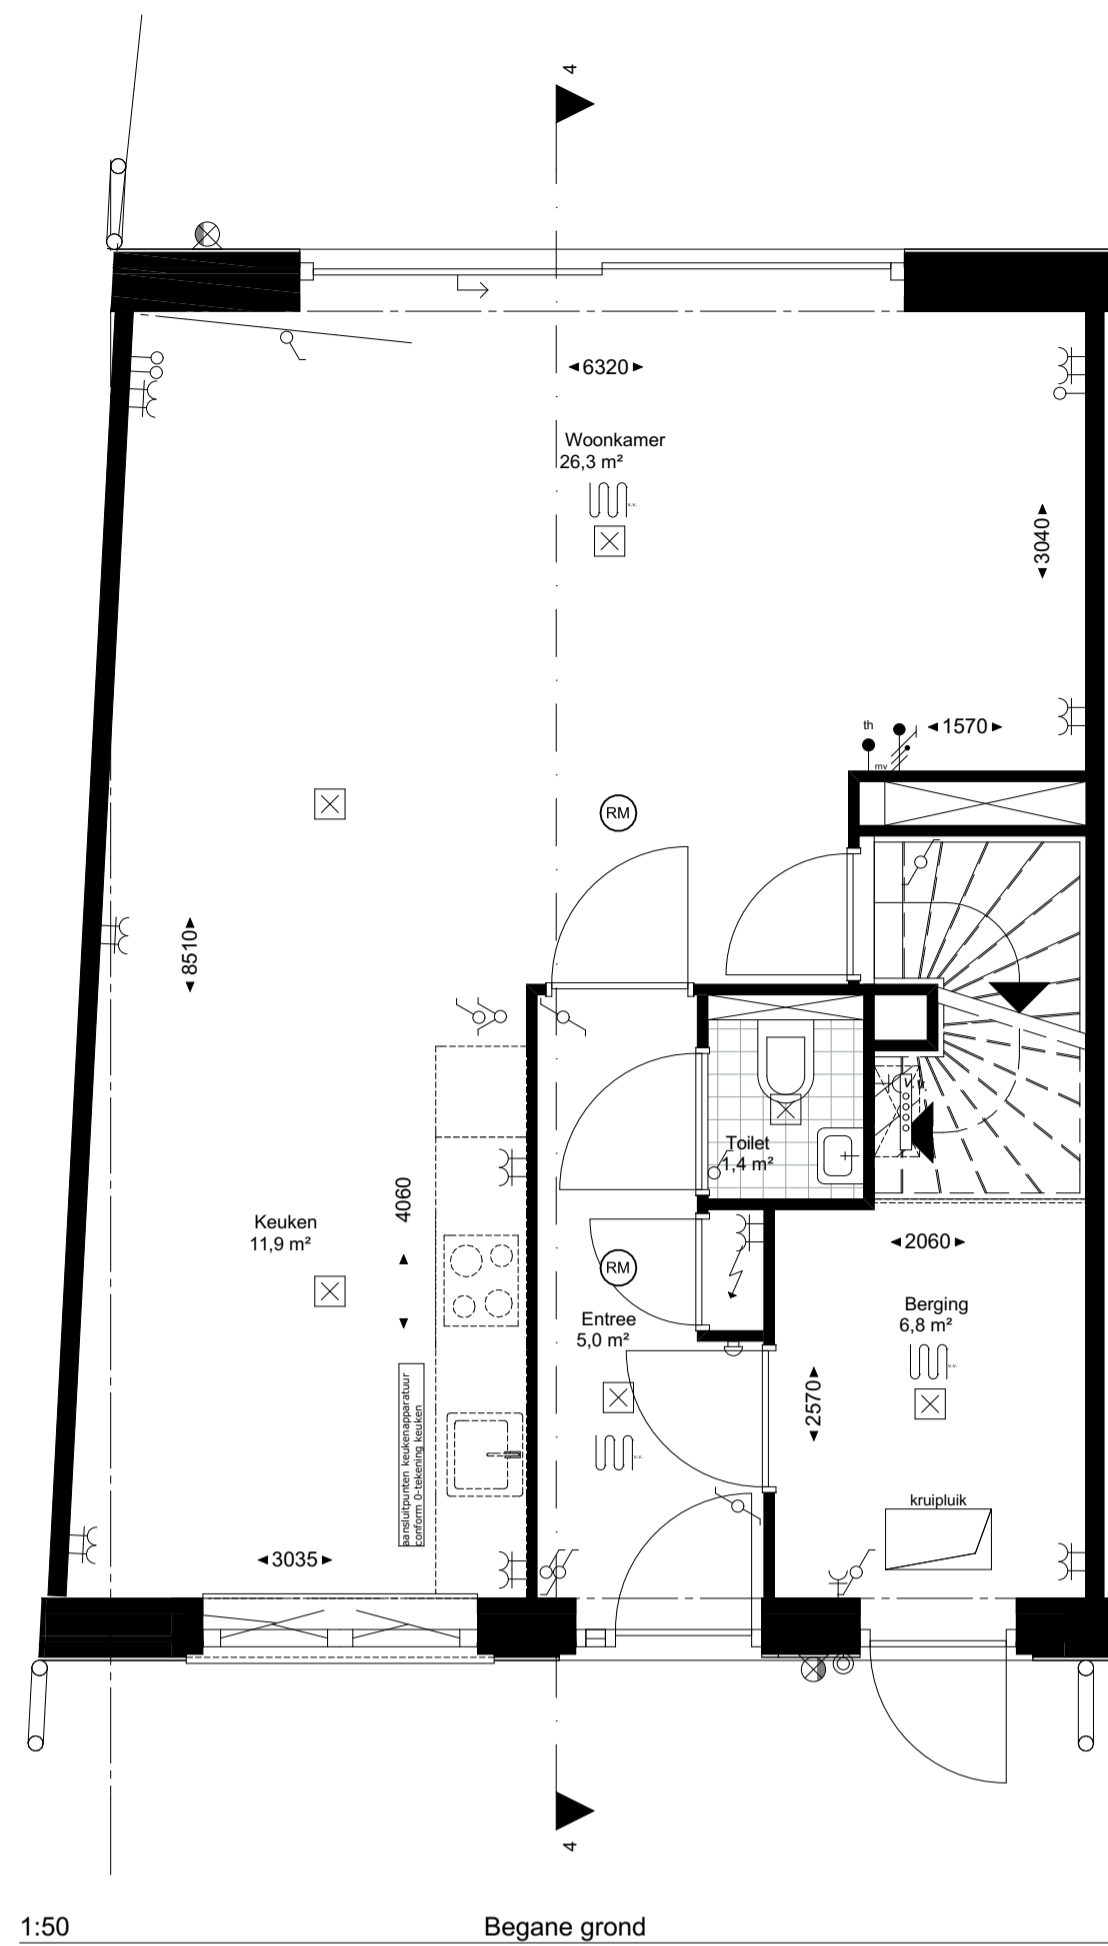 4
6320
Woonkamer
26,3 m²
3040
th
1570
mv
RM
8510
v.v.
Toilet
1,4 m²
4060
Keuken
11,9 m²
2060
RM
Berging
6,8 m²
Entree
5,0 m²
aansluitpunten keukenapparatuur
conform 0-tekening keuken
2570
kruipluik
3035
4
1:50
Begane grond